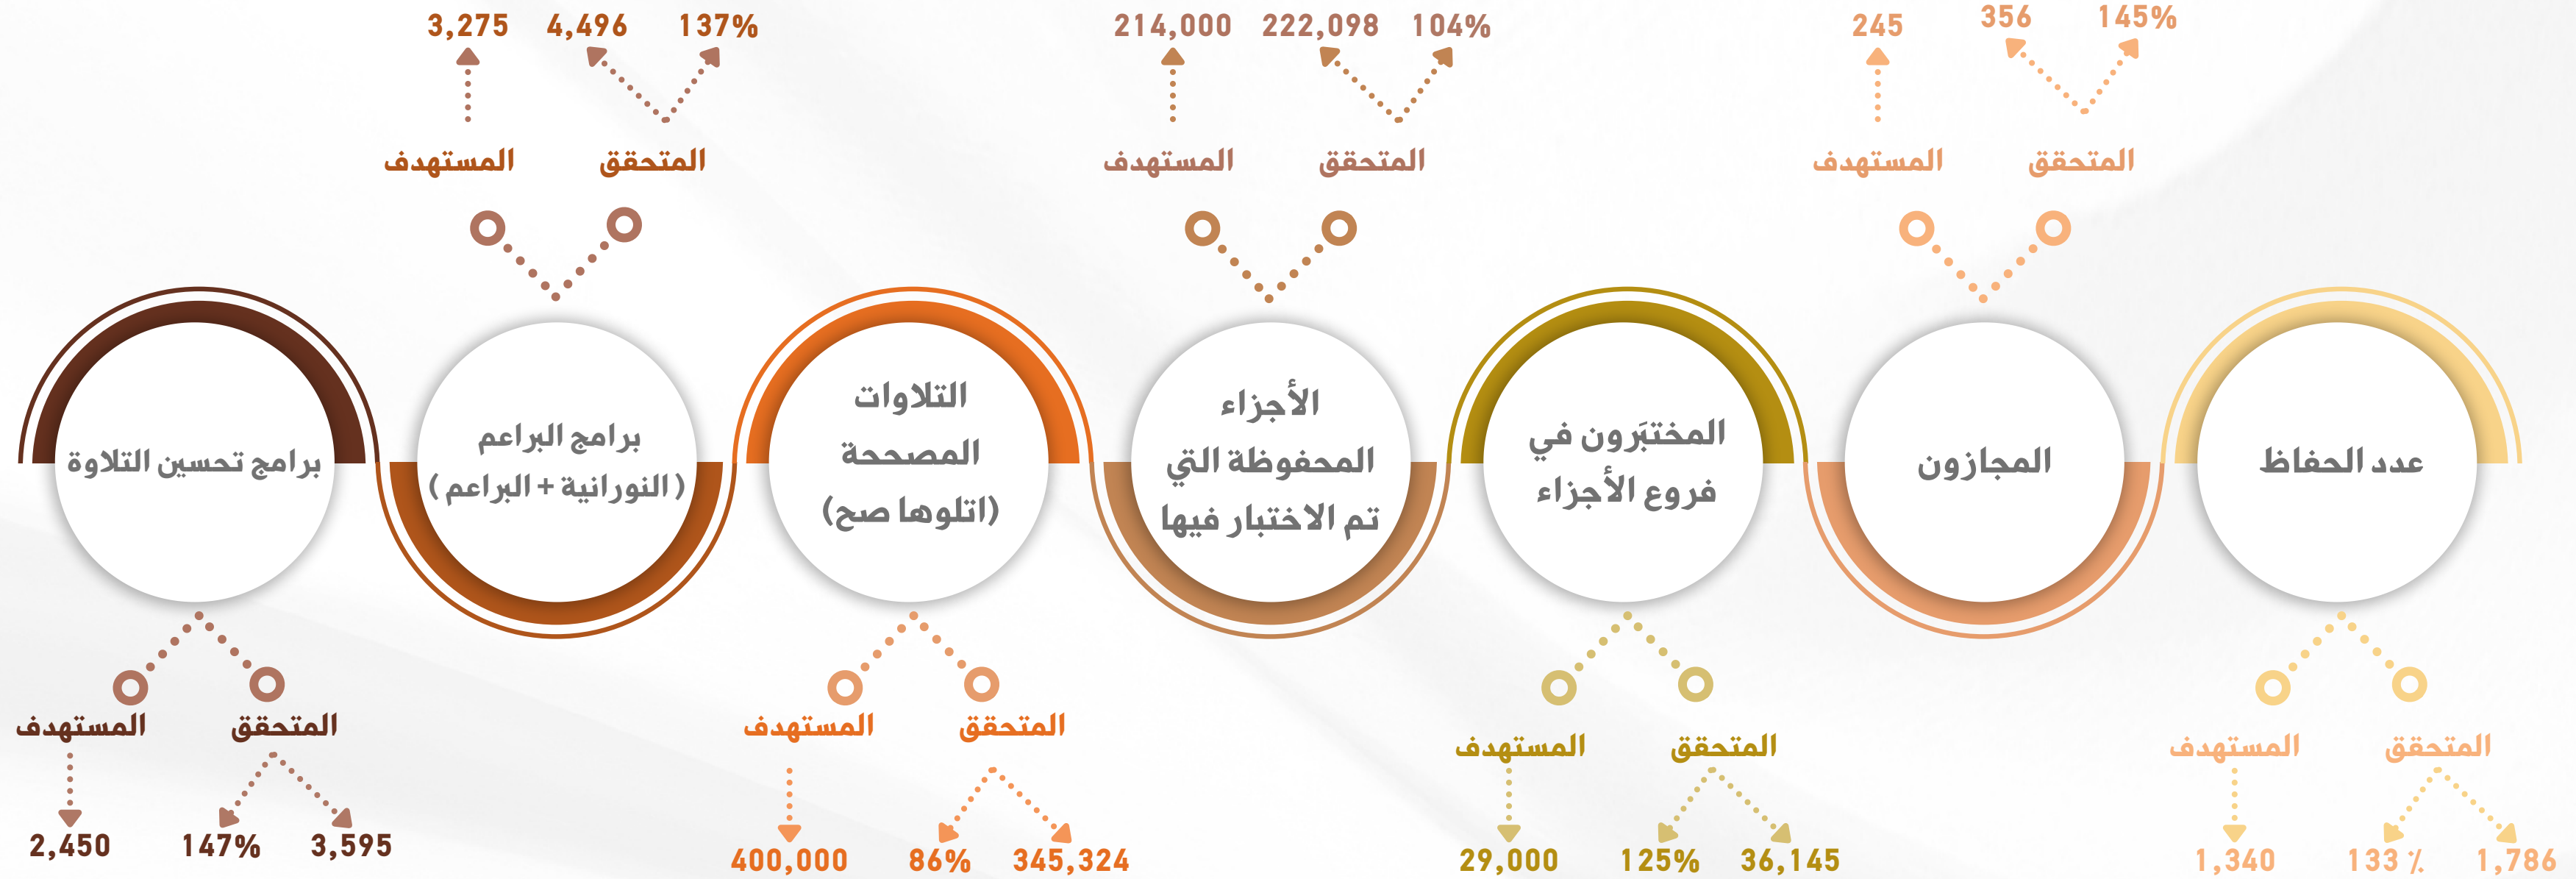 عدد الحفاظ
المتحقق
المستهدف
1,786
133 ٪
1,340
145%
356
245
المتحقق
المستهدف
المجازون
المختبَرون في
فروع الأجزاء
المتحقق
المستهدف
36,145
125%
29,000
104%
222,098
214,000
المتحقق
المستهدف
الأجزاء
المحفوظة التي
تم الاختبار فيها
التلاوات
المصححة
(اتلوها صح)
المتحقق
المستهدف
345,324
86%
400,000
137%
4,496
3,275
المتحقق
المستهدف
برامج البراعم
(النورانية + البراعم )
برامج تحسين التلاوة
المتحقق
المستهدف
3,595
147%
2,450